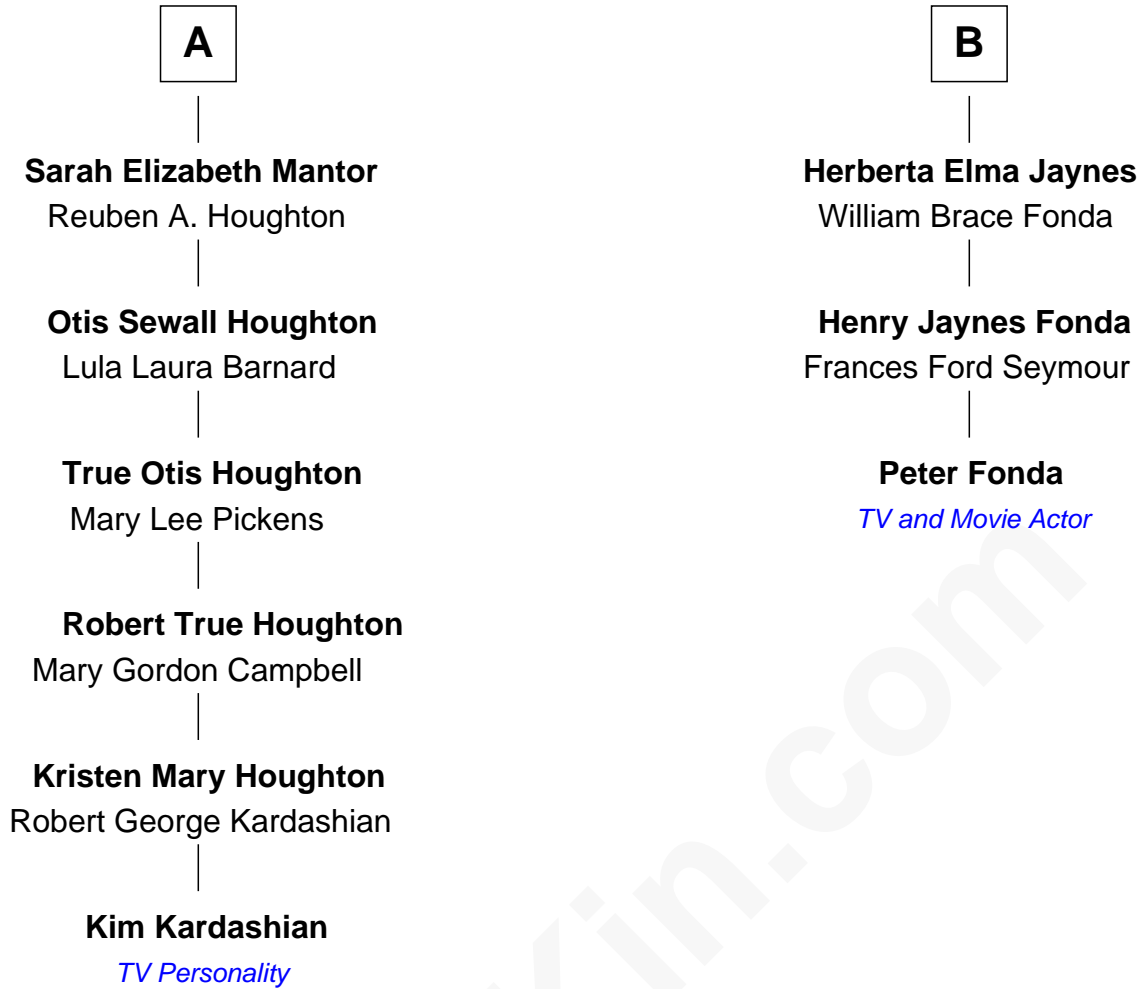 A
Sarah Elizabeth Mantor
Reuben A. Houghton
Otis Sewall Houghton
Lula Laura Barnard
True Otis Houghton
Mary Lee Pickens
Robert True Houghton
Mary Gordon Campbell
Kristen Mary Houghton
Robert George Kardashian
Kim Kardashian
TV Personality
B
Herberta Elma Jaynes
William Brace Fonda
Henry Jaynes Fonda
Frances Ford Seymour
Peter Fonda
TV and Movie Actor
Kin.com